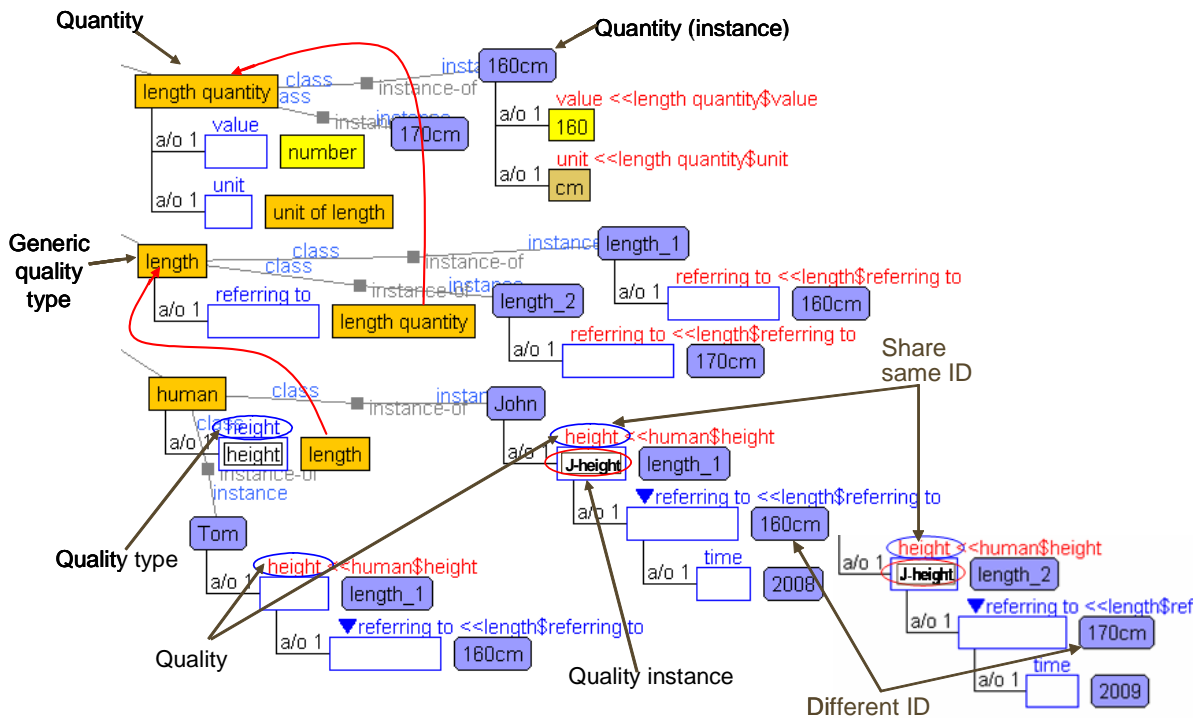 Quantity
Quantity (instance)
160cm
length quantity
class
instance-of
value <<length quantity$value
a/o 1
160
170cm
value
a/o 1
number
unit <<length quantity$unit
a/o 1
cm
unit
a/o 1
unit of length
Generic
quality
type
length
class
instance-of
instance
length_1
class
instance-of
referring to <<length$referring to
a/o 1
160cm
referring to
a/o 1
length quantity
length_2
referring to <<length$referring to
a/o 1
170cm
Share
same ID
human
class
instance-of
John
height
a/o 1
height
length
instance-of
instance
height <<human$height
a/o 1
J-height
length_1
referring to <<length$referring to
a/o 1
160cm
time
a/o 1
2008
Tom
Quality type
height <<human$height
a/o 1
length_1
referring to <<length$referring to
a/o 1
160cm
height <<human$height
a/o 1
J-height
length_2
referring to <<length$ref
a/o 1
170cm
time
a/o 1
2009
Quality
Quality instance
Different ID